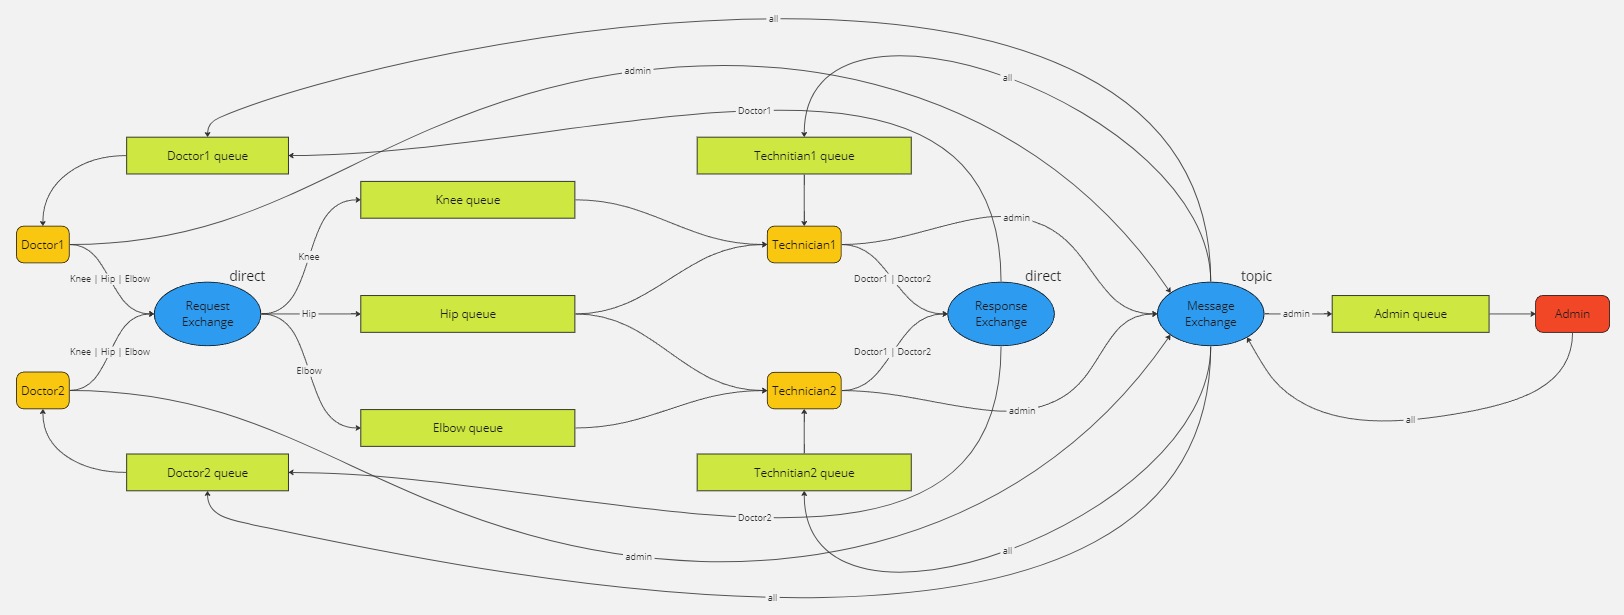 all
admin
all
Doctor1
Doctor1 queue
Technitian1 queue
Knee queue
Doctor1
Technician1
admin
Knee
direct
direct
topic
Knee | Hip | Elbow
Doctor1 | Doctor2
Request
Exchange
Hip
Hip queue
Response
Exchange
Message
Exchange
admin
Admin queue
Admin
Knee | Hip | Elbow
Doctor1 | Doctor2
Elbow
Doctor2
Technician2
admin
all
Elbow queue
Doctor2 queue
Technitian2 queue
Doctor2
admin
all
all